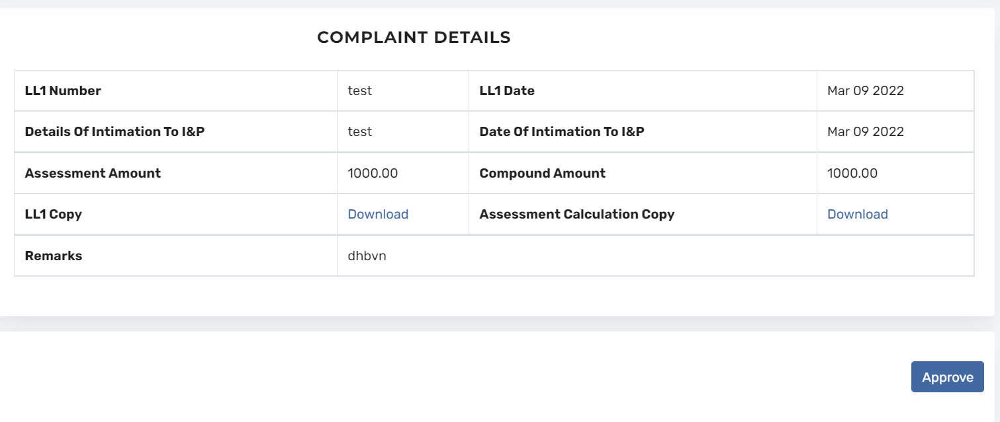 COMPLAINT DETAILS
LL1 Number test LL1 Date Mar 09 2022
Details Of Intimation To I&P test Date Of Intimation To I&P Mar 09 2022
Assessment Amount 1000.00 Compound Amount 1000.00
LL1 Copy Download Assessment Calculation Copy Download
Remarks dhbvn
Approve